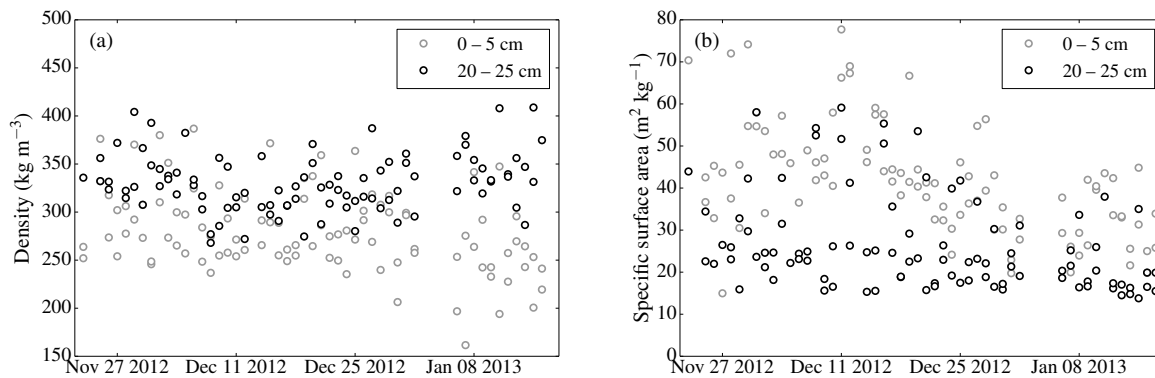 (a)
0 – 5 cm
20 – 25 cm
Density (kg m⁻³)
500
450
400
350
300
250
200
150
Nov 27 2012 Dec 11 2012 Dec 25 2012 Jan 08 2013
(b)
0 – 5 cm
20 – 25 cm
Specific surface area (m² kg⁻¹)
80
70
60
50
40
30
20
10
0
Nov 27 2012 Dec 11 2012 Dec 25 2012 Jan 08 2013